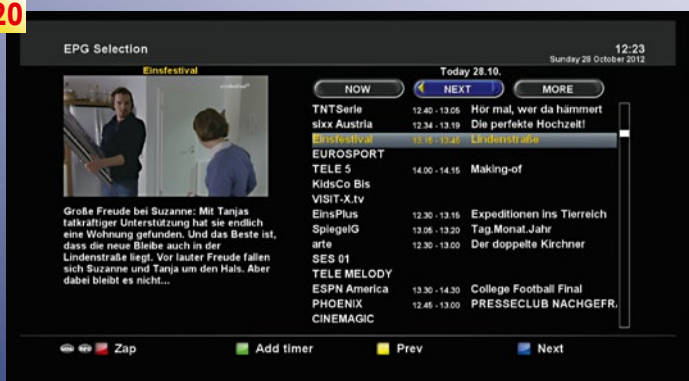 20
EPG Selection
12:23
Sunday 28 October 2012
Einsfestival
Today 28.10.
NOW
NEXT
MORE
TNTSerie 12.40 - 13.05 Hör mal, wer da hämmert
sixx Austria 12.34 - 13.19 Die perfekte Hochzeit!
Einsfestival 13.15 - 13.45 Lindenstraße
EUROSPORT
TELE 5 14.00 - 14.15 Making-of
KidsCo Bis
VISIT-X.tv
EinsPlus 12.30 - 13.15 Expeditionen ins Tierreich
SpiegelG 13.05 - 13.20 Tag.Monat.Jahr
arte 12.30 - 13.00 Der doppelte Kirchner
SES 01
TELE MELODY
ESPN America 13.30 - 14.30 College Football Final
PHOENIX 12.45 - 13.00 PRESSECLUB NACHGEFR.
CINEMAGIC
Große Freude bei Suzanne: Mit Tanjas
tatkräftiger Unterstützung hat sie endlich
eine Wohnung gefunden. Und das Beste ist,
dass die neue Bleibe auch in der
Lindenstraße liegt. Vor lauter Freude fallen
sich Suzanne und Tanja um den Hals. Aber
dabei bleibt es nicht...
Zap
Add timer
Prev
Next